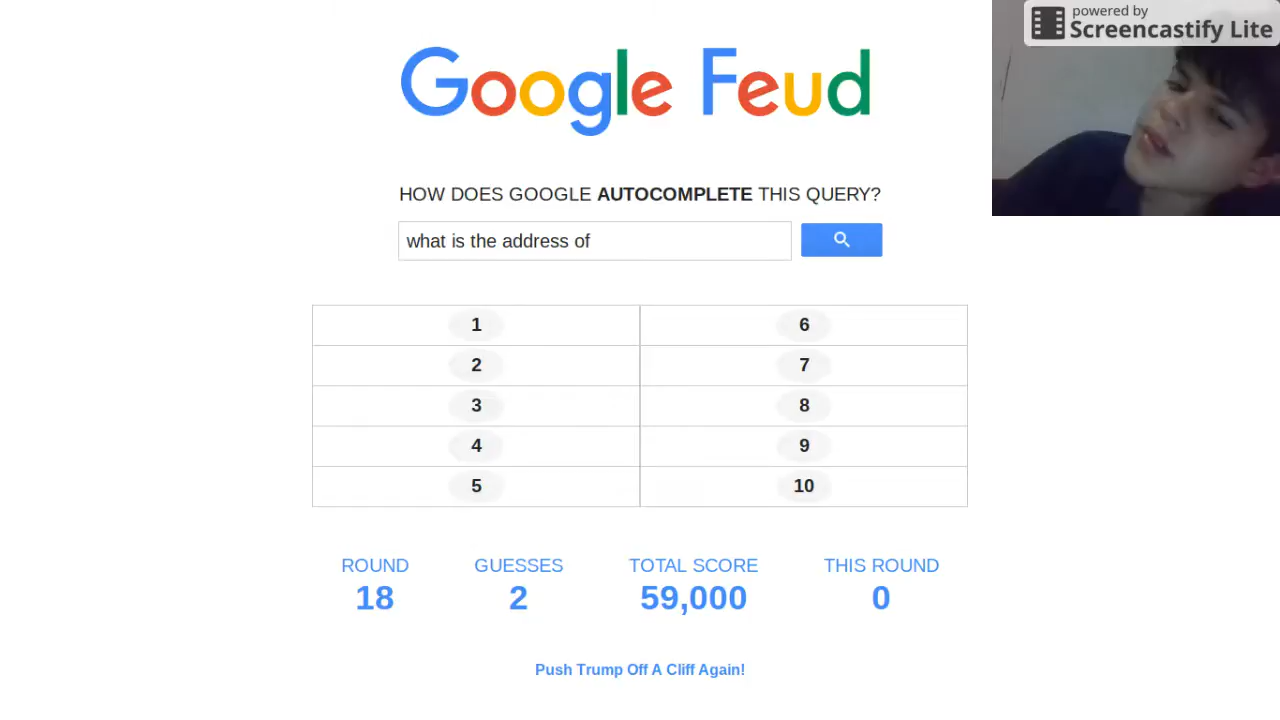 powered by
Screencastify Lite
Google Feud
HOW DOES GOOGLE AUTOCOMPLETE THIS QUERY?
what is the address of
1 6
2 7
3 8
4 9
5 10
ROUND GUESSES TOTAL SCORE THIS ROUND
18 2 59,000 0
Push Trump Off A Cliff Again!